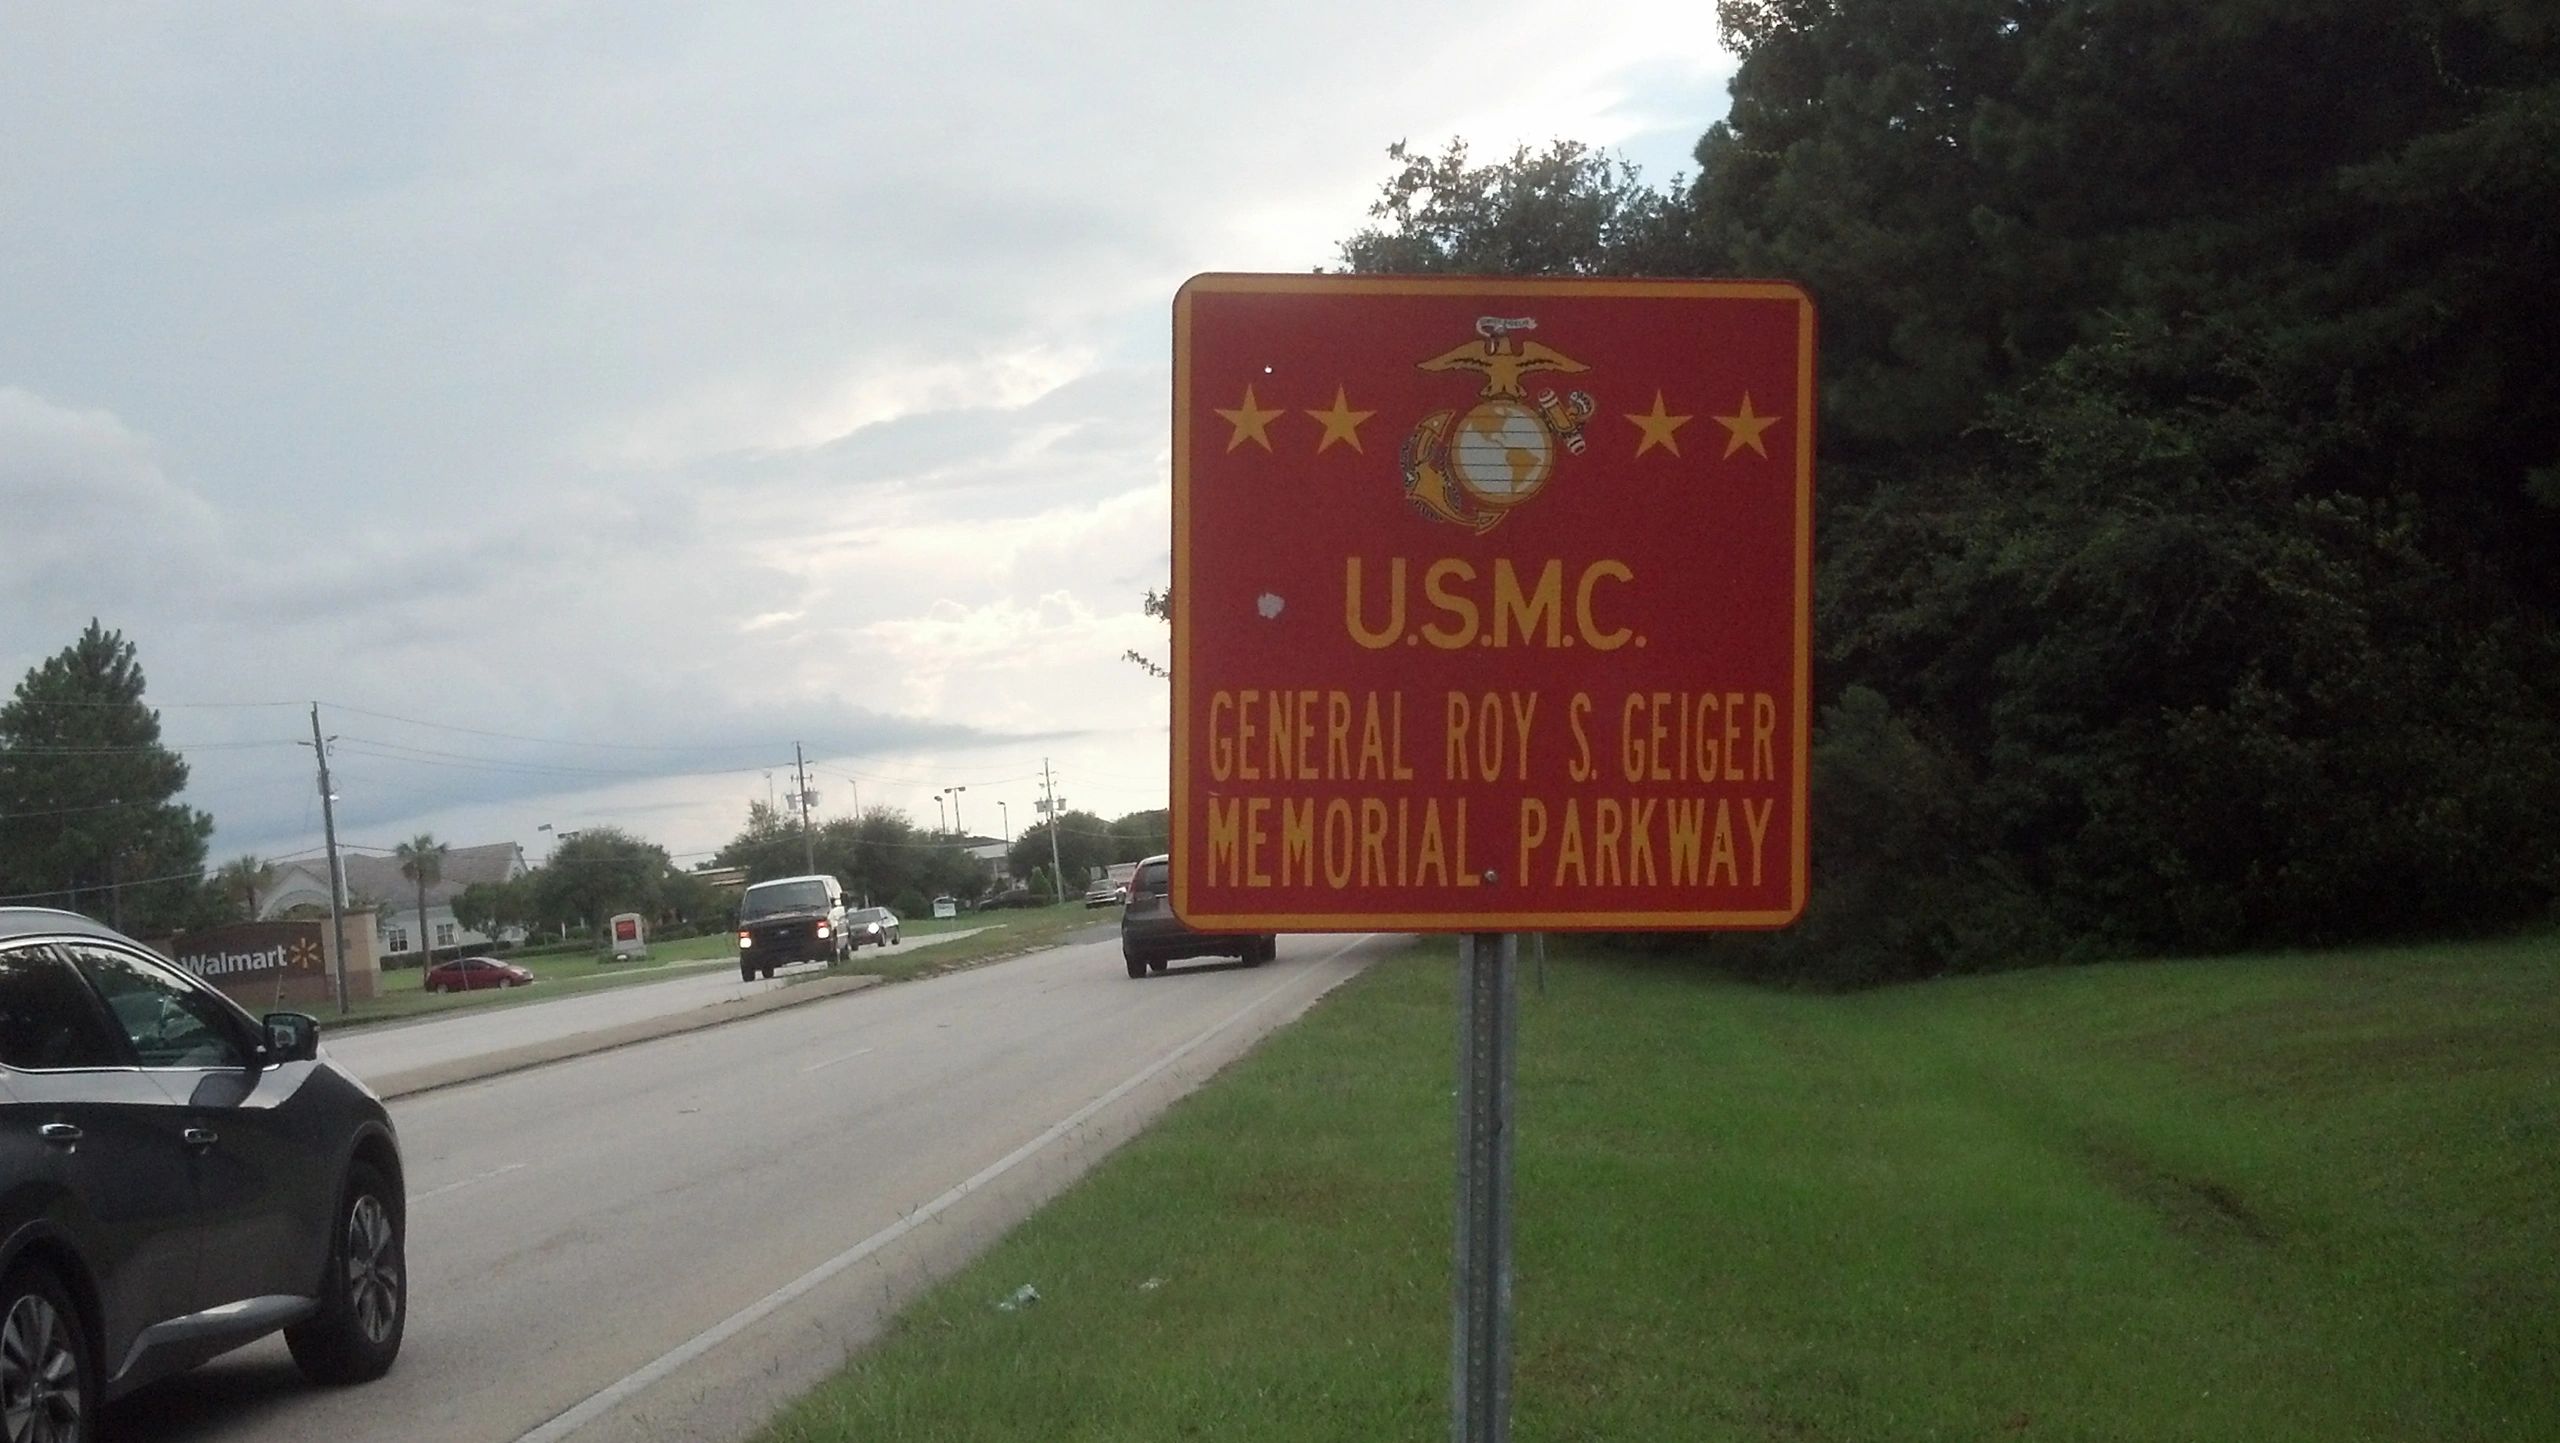 U.S.M.C.
GENERAL ROY S. GEIGER
MEMORIAL PARKWAY
Walmart